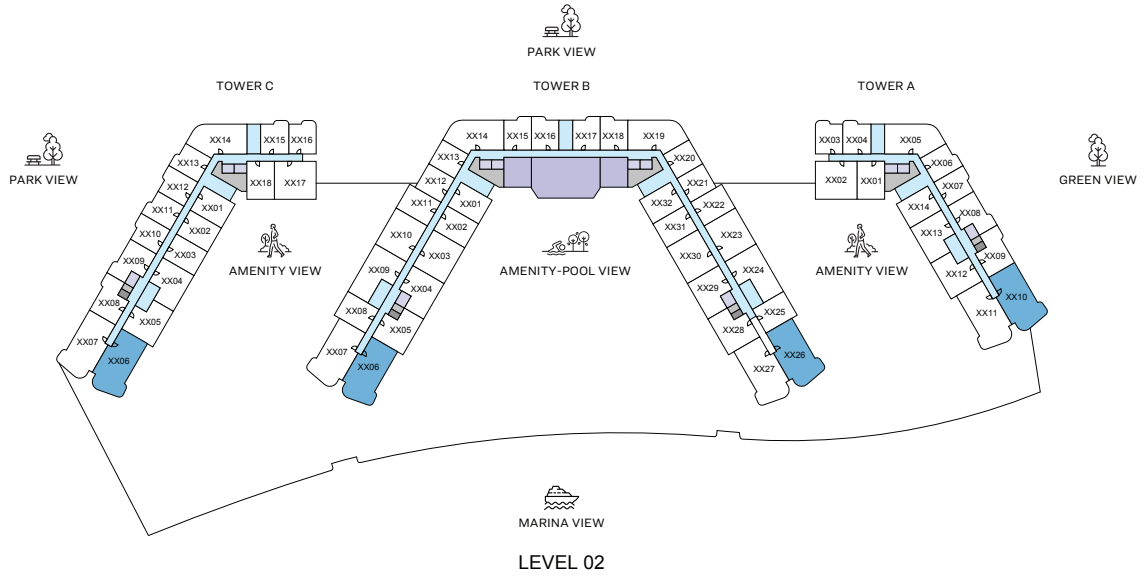 PARK VIEW
TOWER C
TOWER B
TOWER A
PARK VIEW
GREEN VIEW
XX14
XX15
XX16
XX13
XX18
XX17
XX12
XX01
XX11
XX02
XX10
XX03
XX09
XX04
XX08
XX05
XX07
XX06
XX14
XX15
XX16
XX17
XX18
XX19
XX13
XX20
XX12
XX01
XX32
XX21
XX11
XX02
XX31
XX22
XX10
XX03
XX30
XX23
XX09
XX04
XX29
XX24
XX08
XX05
XX28
XX25
XX07
XX06
XX27
XX26
XX03
XX04
XX05
XX02
XX01
XX06
XX07
XX14
XX08
XX13
XX09
XX12
XX10
XX11
AMENITY VIEW
AMENITY-POOL VIEW
AMENITY VIEW
MARINA VIEW
LEVEL 02